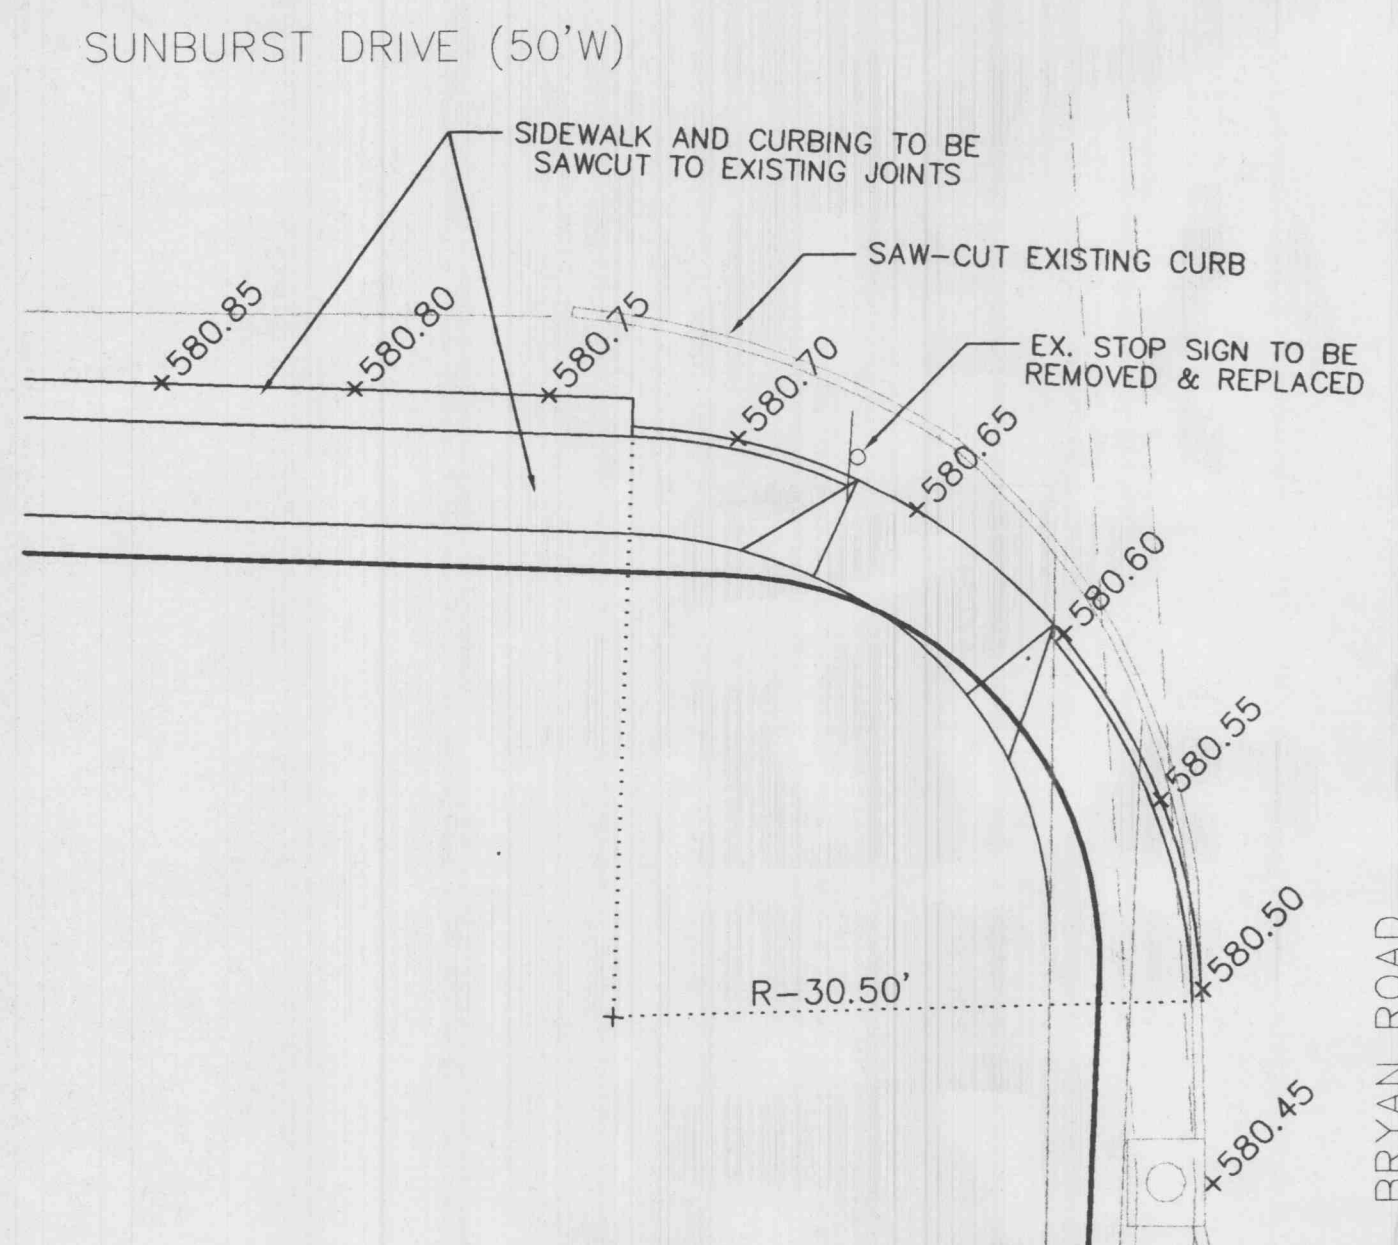 SUNBURST DRIVE (50'W)
SIDEWALK AND CURBING TO BE
SAWCUT TO EXISTING JOINTS
SAW-CUT EXISTING CURB
EX. STOP SIGN TO BE
REMOVED & REPLACED
580.85
580.80
580.75
580.70
580.65
580.60
580.55
580.50
580.45
R-30.50'
BRYAN ROAD